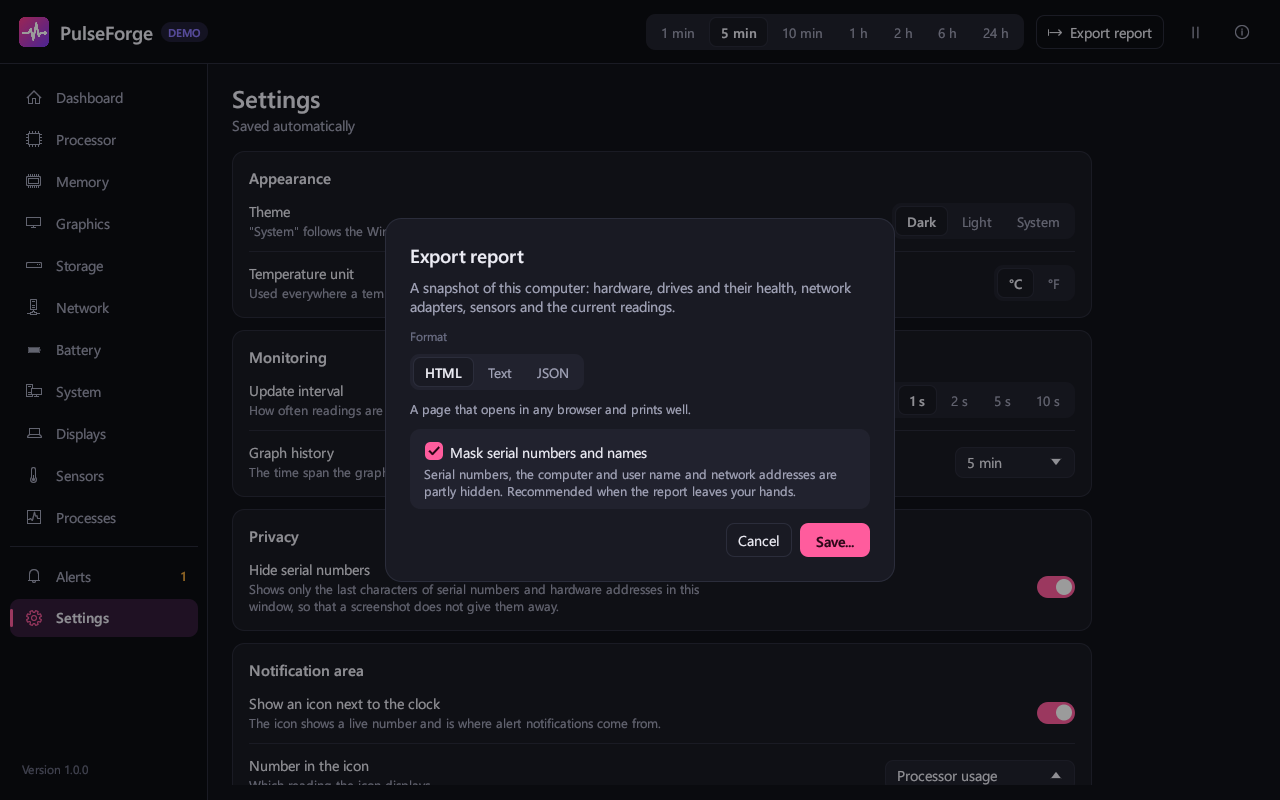 PulseForge DEMO
1 min 5 min 10 min 1 h 2 h 6 h 24 h
Export report
Dashboard
Processor
Memory
Graphics
Storage
Network
Battery
System
Displays
Sensors
Processes
Alerts 1
Settings
Version 1.0.0
Settings
Saved automatically
Appearance
Theme
"System" follows the
Dark Light System
Temperature unit
Used everywhere a
°C °F
Monitoring
Update interval
How often readings are
1 s 2 s 5 s 10 s
Graph history
The time span the
5 min
Privacy
Hide serial numbers
Shows only the last characters of serial numbers and hardware addresses in this
window, so that a screenshot does not give them away.
Notification area
Show an icon next to the clock
The icon shows a live number and is where alert notifications come from.
Number in the icon
Which reading the icon displays
Processor usage
Export report
A snapshot of this computer: hardware, drives and their health, network
adapters, sensors and the current readings.
Format
HTML Text JSON
A page that opens in any browser and prints well.
Mask serial numbers and names
Serial numbers, the computer and user name and network addresses are
partly hidden. Recommended when the report leaves your hands.
Cancel Save...